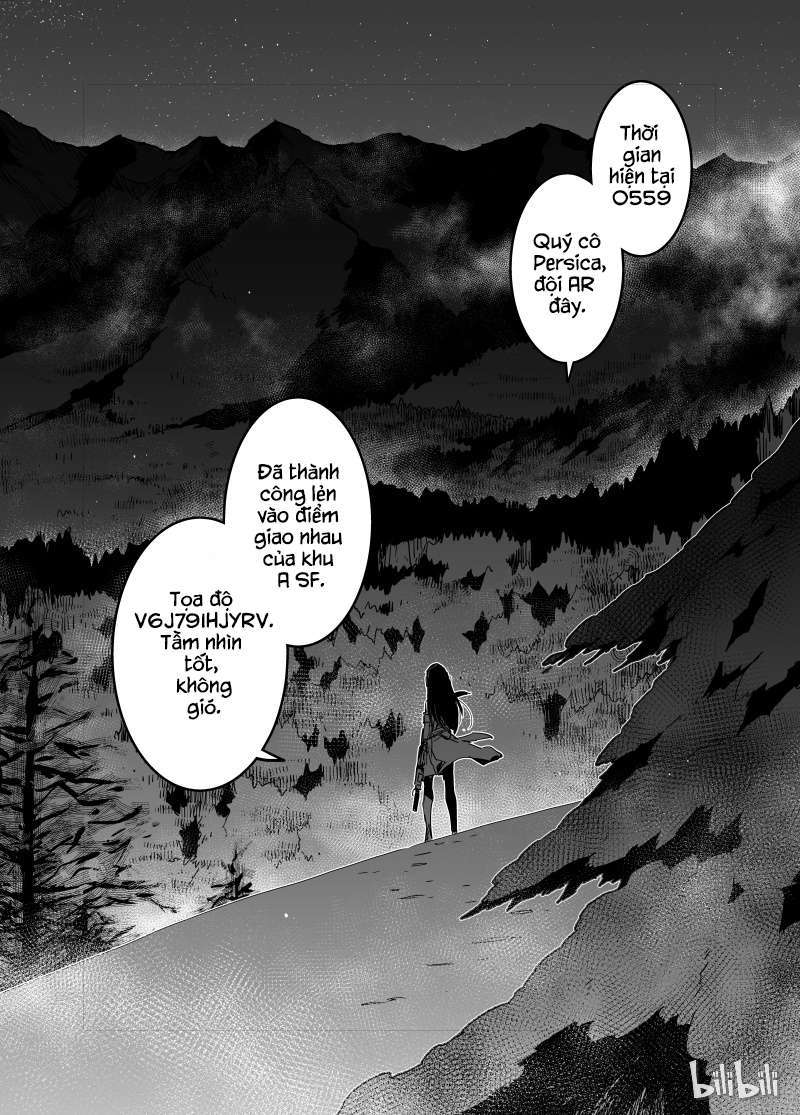 Thời
gian
hiện tại
0559
Quý cô
Persica,
đội AR
đây.
Đã thành
công lẻn
vào điểm
giao nhau
của khu
A SF.
Tọa độ
V6J791HJYRV.
Tầm nhìn
tốt,
không
gió.
bilibili